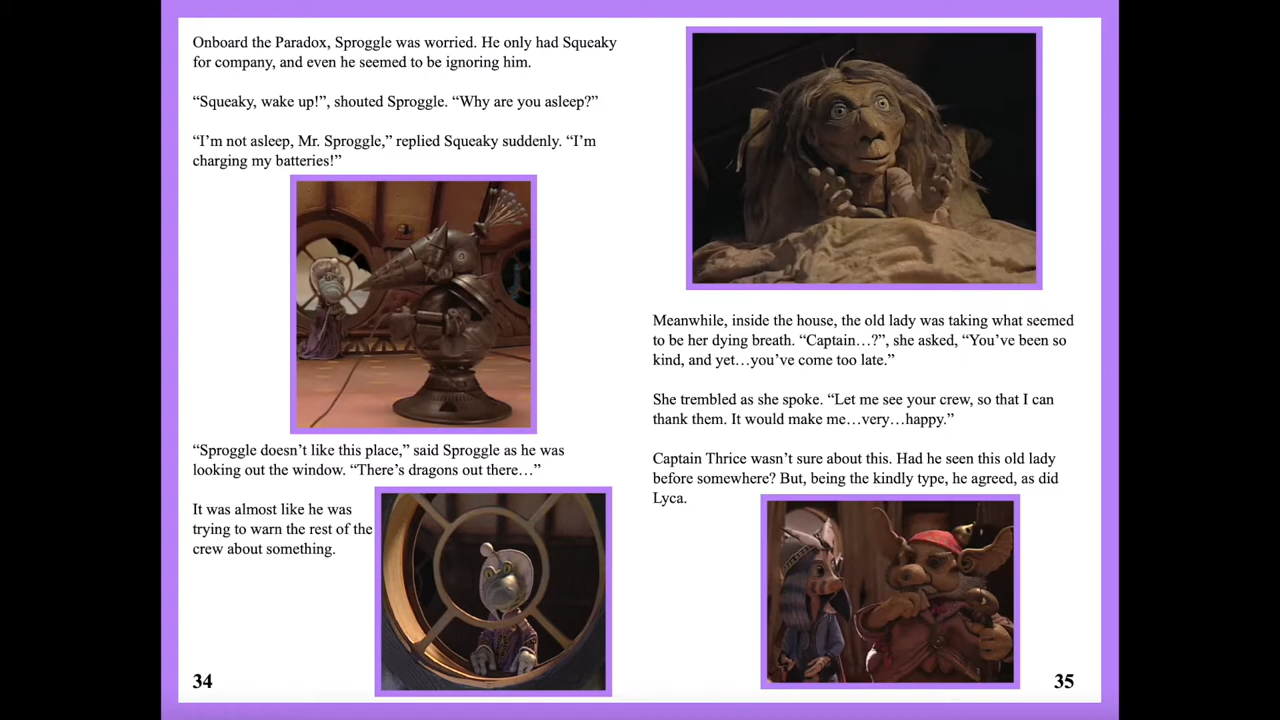 Onboard the Paradox, Sproggle was worried. He only had Squeaky
for company, and even he seemed to be ignoring him.
“Squeaky, wake up!”, shouted Sproggle. “Why are you asleep?”
“I’m not asleep, Mr. Sproggle,” replied Squeaky suddenly. “I’m
charging my batteries!”
“Sproggle doesn’t like this place,” said Sproggle as he was
looking out the window. “There’s dragons out there…”
It was almost like he was
trying to warn the rest of the
crew about something.
34
Meanwhile, inside the house, the old lady was taking what seemed
to be her dying breath. “Captain…?”, she asked, “You’ve been so
kind, and yet…you’ve come too late.”
She trembled as she spoke. “Let me see your crew, so that I can
thank them. It would make me…very…happy.”
Captain Thrice wasn’t sure about this. Had he seen this old lady
before somewhere? But, being the kindly type, he agreed, as did
Lyca.
35